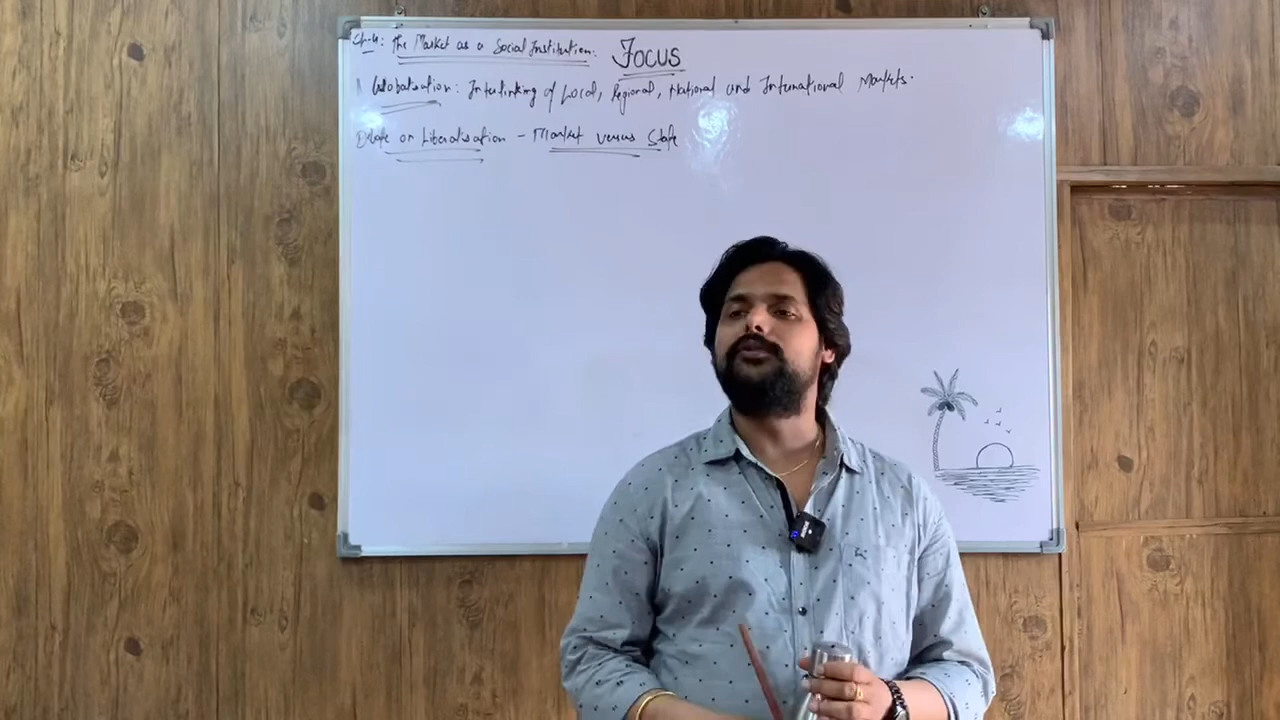 Ch-4: The Market as a Social Institution. FOCUS
Globalisation: Interlinking of Local, Regional, National and International Markets.
Debate on Liberalisation - Market versus State